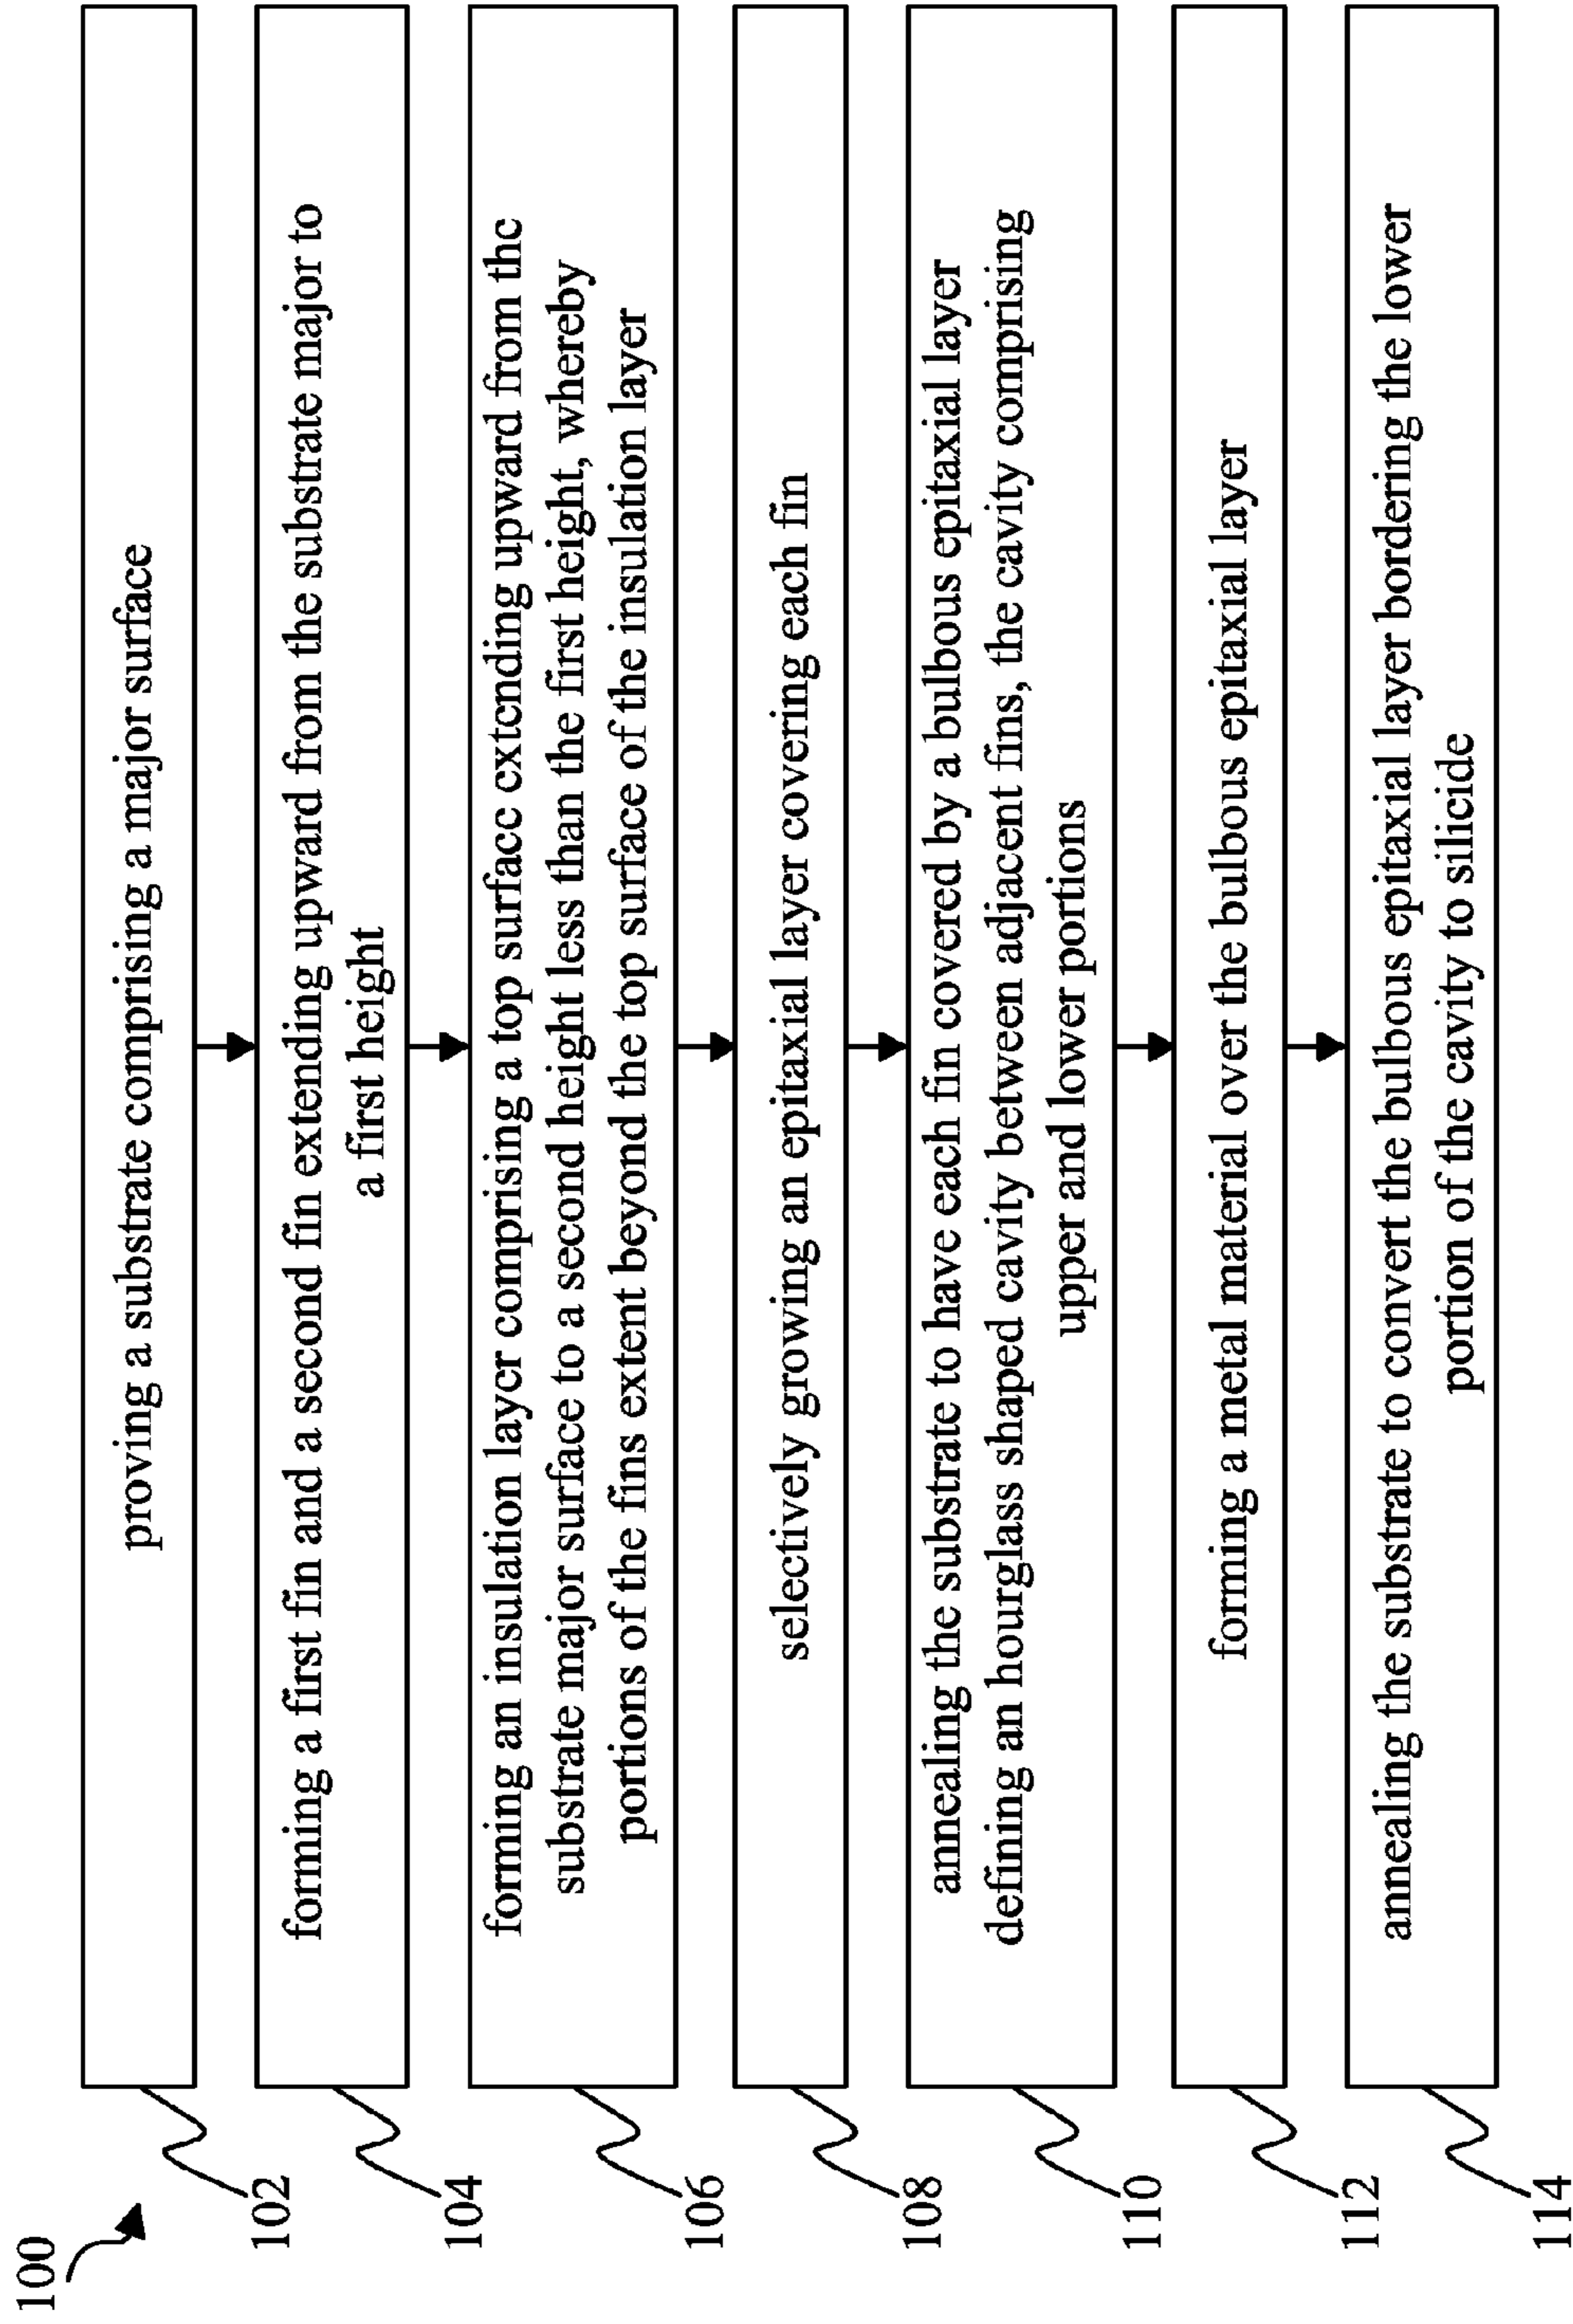 100
102
proving a substrate comprising a major surface
104
forming a first fin and a second fin extending upward from the substrate major to
a first height
106
forming an insulation layer comprising a top surface extending upward from the
substrate major surface to a second height less than the first height, whereby
portions of the fins extent beyond the top surface of the insulation layer
108
selectively growing an epitaxial layer covering each fin
110
annealing the substrate to have each fin covered by a bulbous epitaxial layer
defining an hourglass shaped cavity between adjacent fins, the cavity comprising
upper and lower portions
112
forming a metal material over the bulbous epitaxial layer
114
annealing the substrate to convert the bulbous epitaxial layer bordering the lower
portion of the cavity to silicide